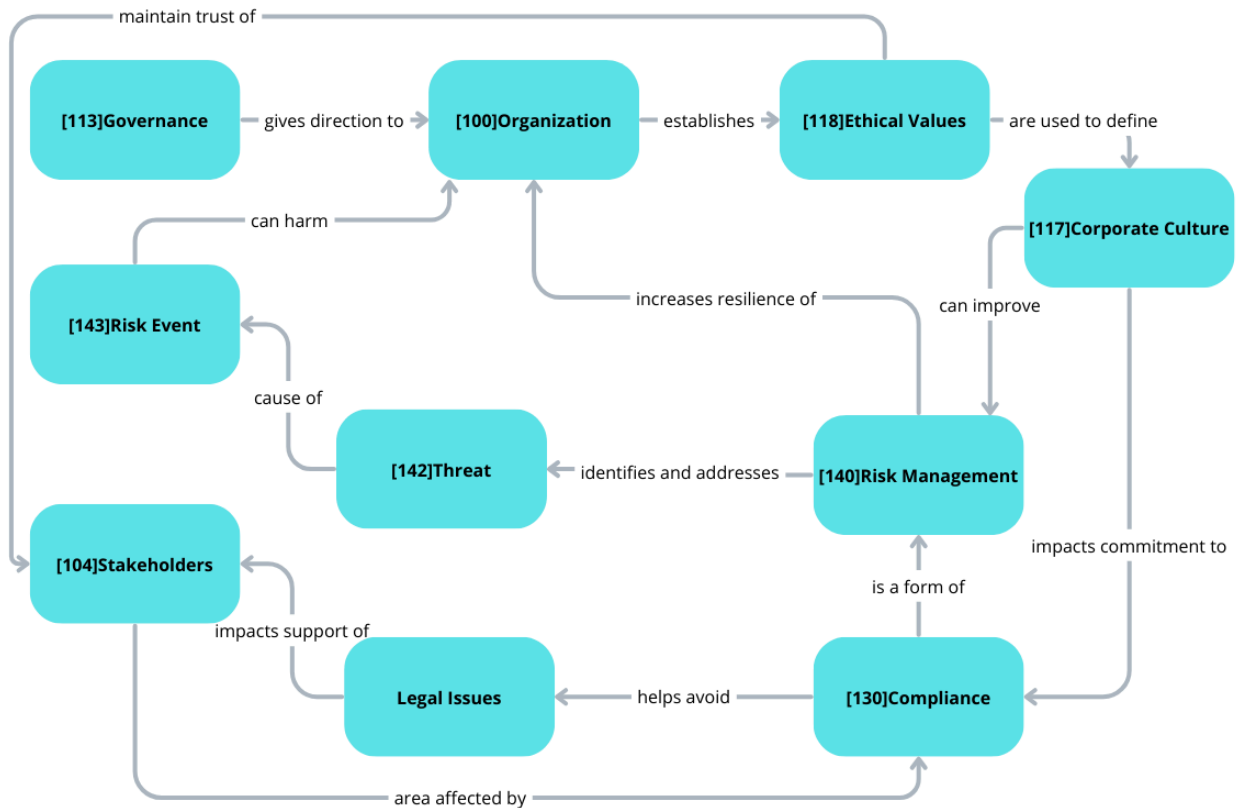 maintain trust of
[113]Governance
gives direction to
[100]Organization
establishes
[118]Ethical Values
are used to define
can harm
[117]Corporate Culture
increases resilience of
can improve
[143]Risk Event
cause of
[142]Threat
identifies and addresses
[140]Risk Management
impacts commitment to
[104]Stakeholders
is a form of
impacts support of
Legal Issues
helps avoid
[130]Compliance
area affected by